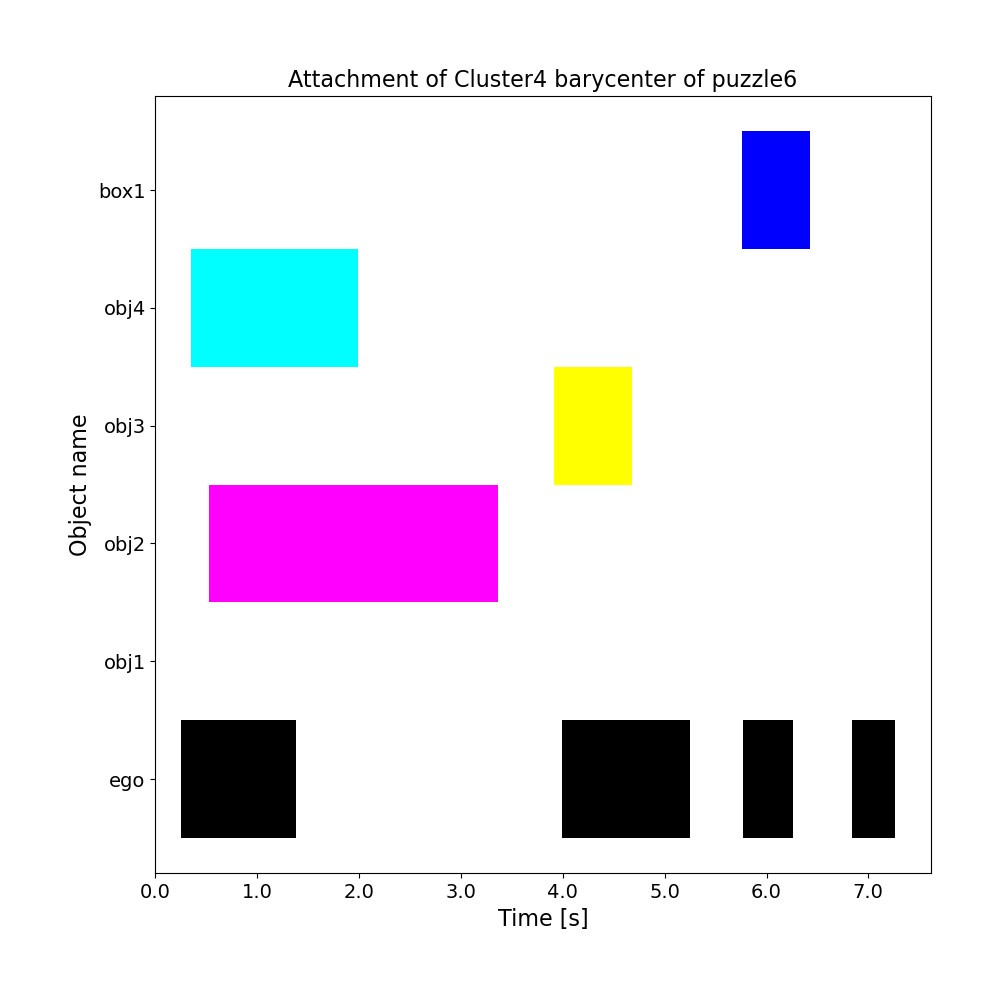 Attachment of Cluster4 barycenter of puzzle6
box1
obj4
obj3
obj2
obj1
ego
Object name
0.0 1.0 2.0 3.0 4.0 5.0 6.0 7.0
Time [s]